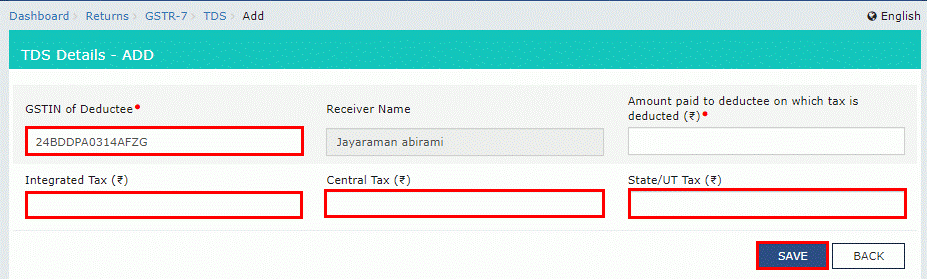 Dashboard > Returns > GSTR-7 > TDS > Add
English
TDS Details - ADD
GSTIN of Deductee•
Receiver Name
Amount paid to deductee on which tax is
deducted (₹)•
24BDDPA0314AFZG
Jayaraman abirami
Integrated Tax (₹)
Central Tax (₹)
State/UT Tax (₹)
SAVE
BACK